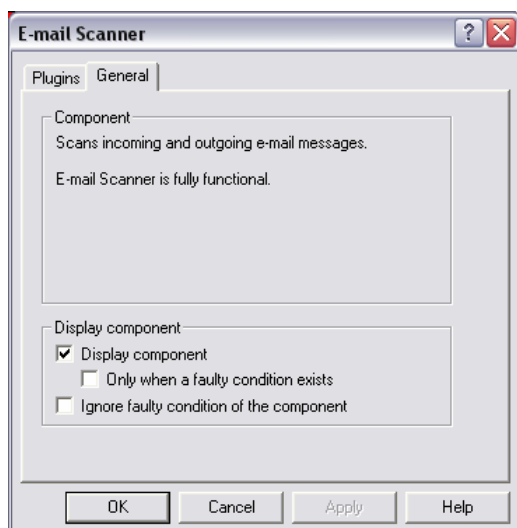 E-mail Scanner
Plugins General
Component
Scans incoming and outgoing e-mail messages.
E-mail Scanner is fully functional.
Display component
Display component
Only when a faulty condition exists
Ignore faulty condition of the component
OK Cancel Apply Help